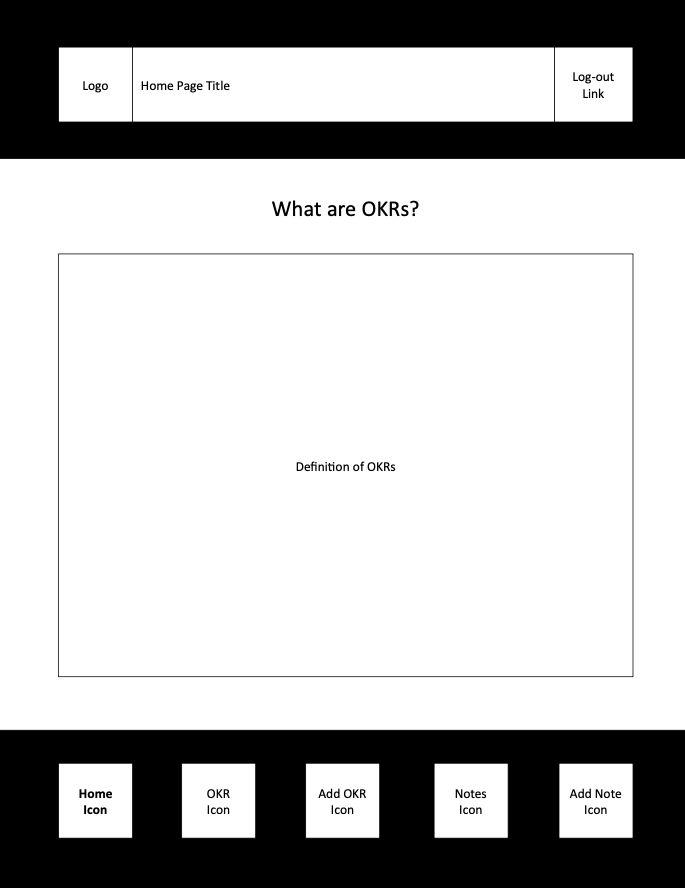 Logo
Home Page Title
Log-out
Link
What are OKRs?
Definition of OKRs
Home
Icon
OKR
Icon
Add OKR
Icon
Notes
Icon
Add Note
Icon